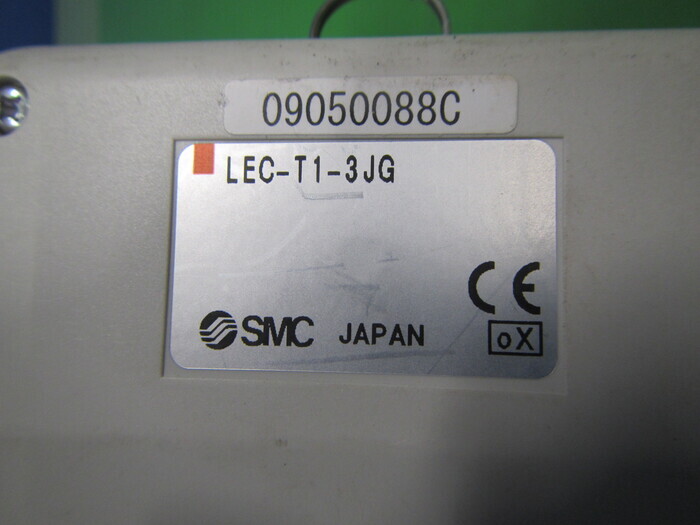 09050088C
LEC-T1-3JG
CE
SMC JAPAN
oX